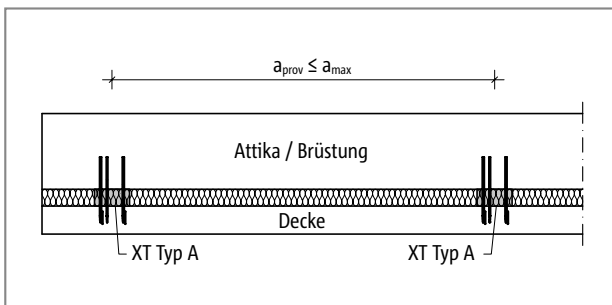 aprov ≤ amax
Attika / Brüstung
Decke
XT Typ A
XT Typ A